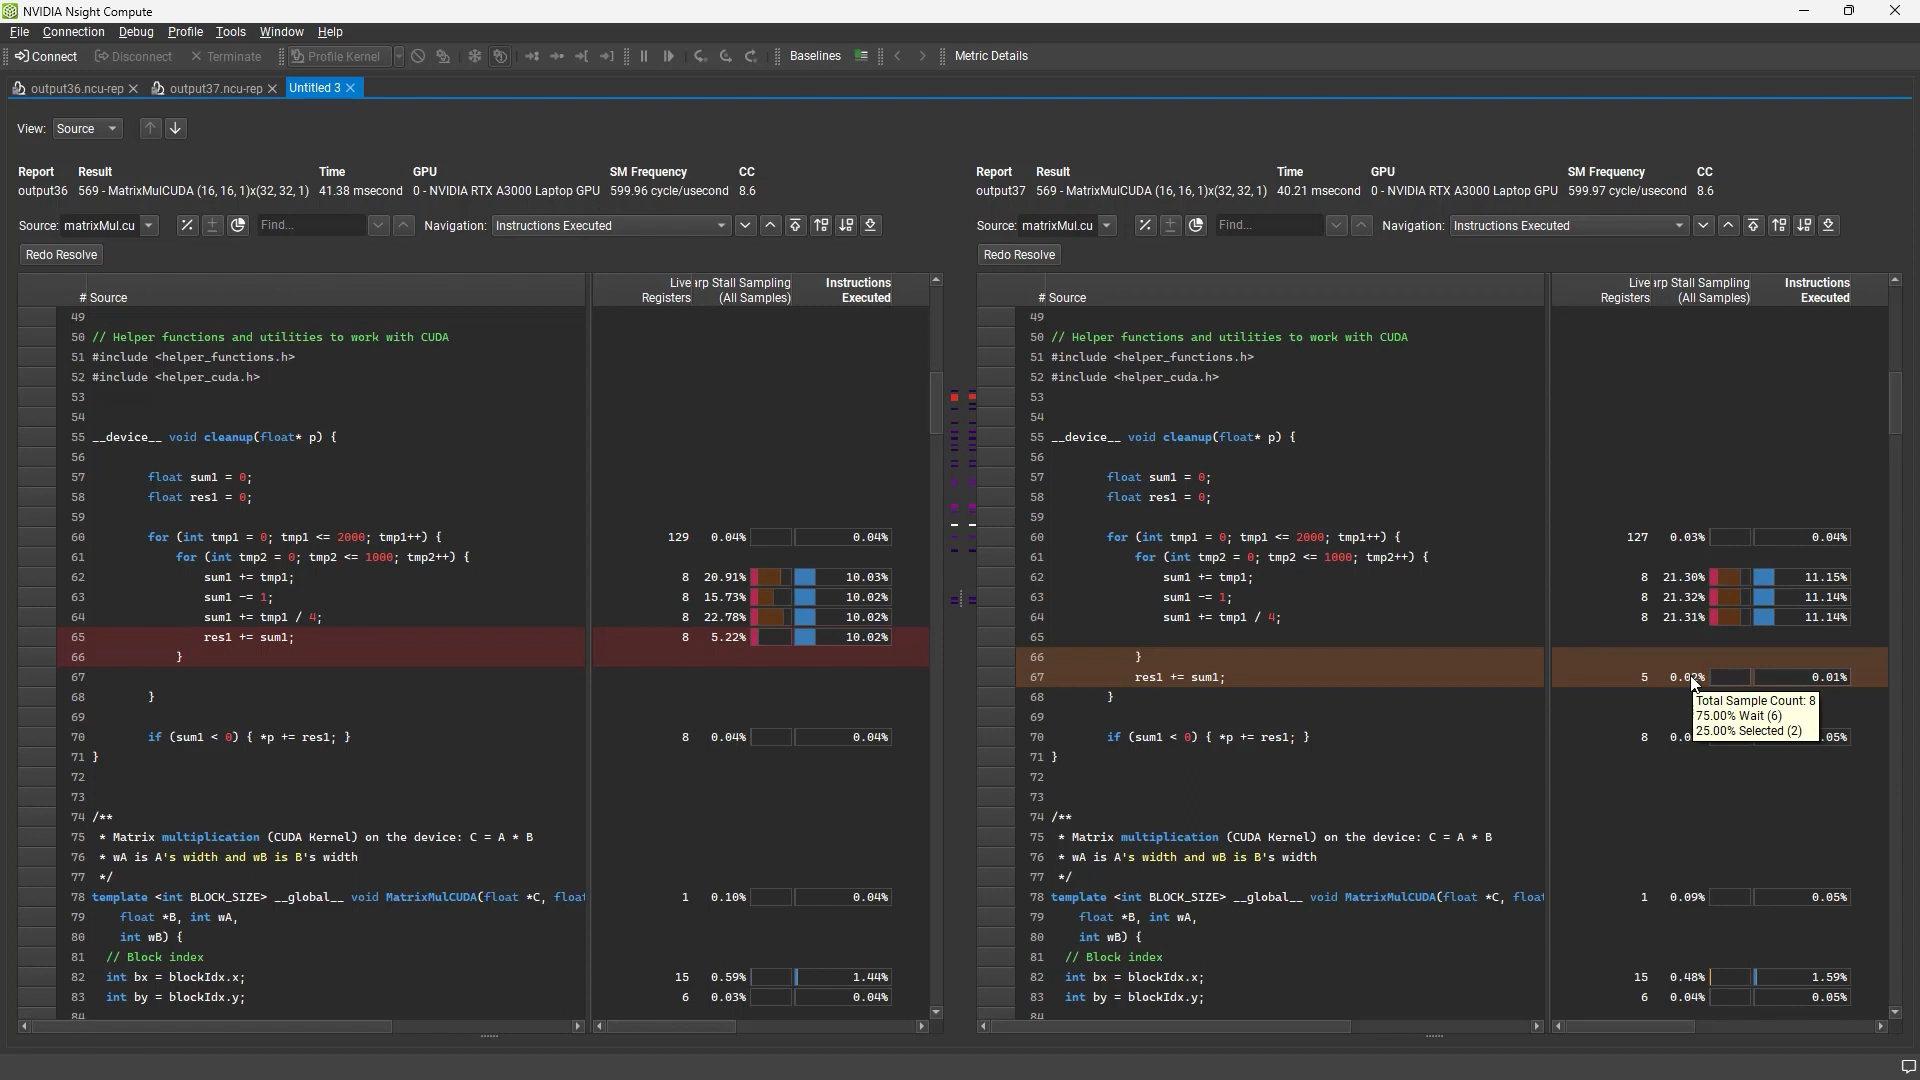 NVIDIA Nsight Compute
File Connection Debug Profile Tools Window Help
Connect Disconnect Terminate Profile Kernel Baselines Metric Details
output36.ncu-rep output37.ncu-rep Untitled 3
View: Source
Report Result Time GPU SM Frequency CC
output36 569 - MatrixMulCUDA (16, 16, 1)x(32, 32, 1) 41.38 msecond 0 - NVIDIA RTX A3000 Laptop GPU 599.96 cycle/usecond 8.6
Source: matrixMul.cu Find... Navigation: Instructions Executed
Redo Resolve
# Source Live Registers arp Stall Sampling (All Samples) Instructions Executed
49
50 // Helper functions and utilities to work with CUDA
51 #include <helper_functions.h>
52 #include <helper_cuda.h>
53
54
55 __device__ void cleanup(float* p) {
56
57 float sum1 = 0;
58 float res1 = 0;
59
60 for (int tmp1 = 0; tmp1 <= 2000; tmp1++) { 129 0.04% 0.04%
61 for (int tmp2 = 0; tmp2 <= 1000; tmp2++) {
62 sum1 += tmp1; 8 20.91% 10.03%
63 sum1 -= 1; 8 15.73% 10.02%
64 sum1 += tmp1 / 4; 8 22.78% 10.02%
65 res1 += sum1; 8 5.22% 10.02%
66 }
67
68 }
69
70 if (sum1 < 0) { *p += res1; } 8 0.04% 0.04%
71 }
72
73
74 /**
75 * Matrix multiplication (CUDA Kernel) on the device: C = A * B
76 * wA is A's width and wB is B's width
77 */
78 template <int BLOCK_SIZE> __global__ void MatrixMulCUDA(float *C, float 1 0.10% 0.04%
79 float *B, int wA,
80 int wB) {
81 // Block index
82 int bx = blockIdx.x; 15 0.59% 1.44%
83 int by = blockIdx.y; 6 0.03% 0.04%
84
Report Result Time GPU SM Frequency CC
output37 569 - MatrixMulCUDA (16, 16, 1)x(32, 32, 1) 40.21 msecond 0 - NVIDIA RTX A3000 Laptop GPU 599.97 cycle/usecond 8.6
Source: matrixMul.cu Find... Navigation: Instructions Executed
Redo Resolve
# Source Live Registers arp Stall Sampling (All Samples) Instructions Executed
49
50 // Helper functions and utilities to work with CUDA
51 #include <helper_functions.h>
52 #include <helper_cuda.h>
53
54
55 __device__ void cleanup(float* p) {
56
57 float sum1 = 0;
58 float res1 = 0;
59
60 for (int tmp1 = 0; tmp1 <= 2000; tmp1++) { 127 0.03% 0.04%
61 for (int tmp2 = 0; tmp2 <= 1000; tmp2++) {
62 sum1 += tmp1; 8 21.30% 11.15%
63 sum1 -= 1; 8 21.32% 11.14%
64 sum1 += tmp1 / 4; 8 21.31% 11.14%
65
66 }
67 res1 += sum1; 5 0.02% 0.01%
68 }
69
70 if (sum1 < 0) { *p += res1; } 8 0.0 .05%
71 }
72
73
74 /**
75 * Matrix multiplication (CUDA Kernel) on the device: C = A * B
76 * wA is A's width and wB is B's width
77 */
78 template <int BLOCK_SIZE> __global__ void MatrixMulCUDA(float *C, float 1 0.09% 0.05%
79 float *B, int wA,
80 int wB) {
81 // Block index
82 int bx = blockIdx.x; 15 0.48% 1.59%
83 int by = blockIdx.y; 6 0.04% 0.05%
84
Total Sample Count: 8
75.00% Wait (6)
25.00% Selected (2)